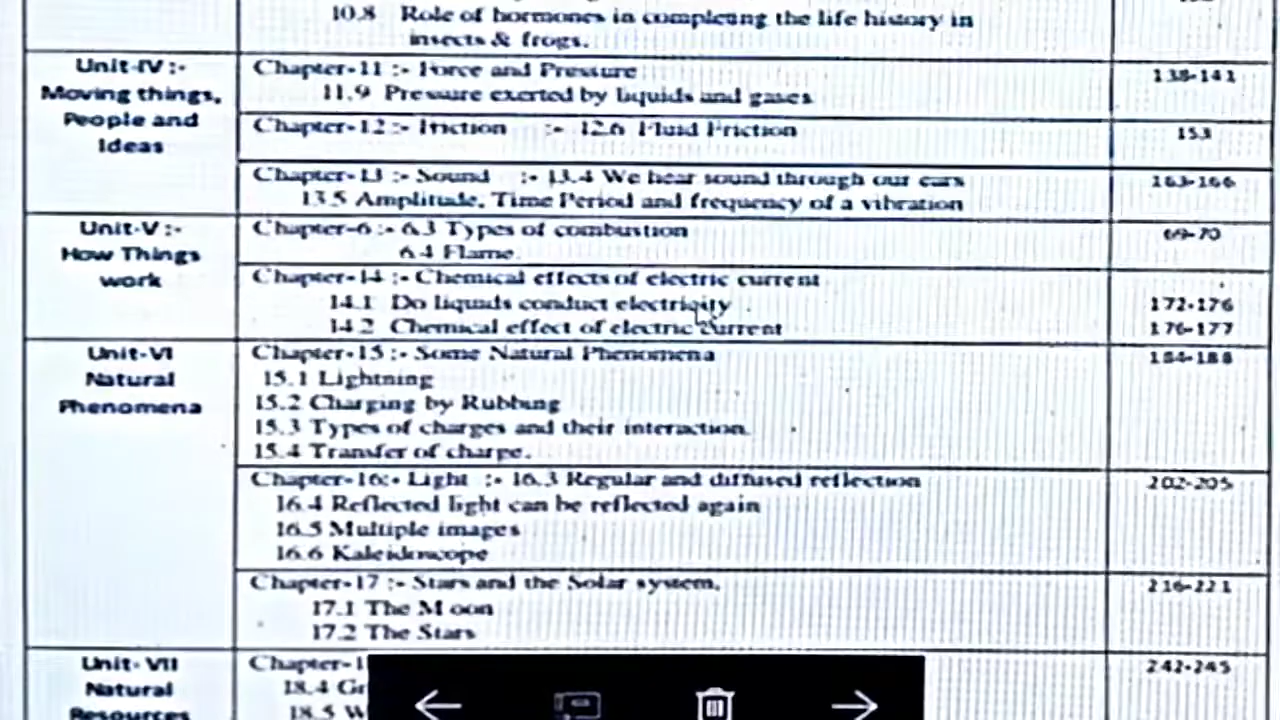 10.8 Role of hormones in completing the life history in
insects & frogs.
Unit-IV :-
Moving things,
People and
Ideas
Chapter-11 :- Force and Pressure
11.9 Pressure exerted by liquids and gases
138-141
Chapter-12 :- Friction :- 12.6 Fluid Friction
153
Chapter-13 :- Sound :- 13.4 We hear sound through our ears
13.5 Amplitude, Time Period and frequency of a vibration
163-166
Unit-V :-
How Things
work
Chapter-6 :- 6.3 Types of combustion
6.4 Flame.
69-70
Chapter-14 :- Chemical effects of electric current
14.1 Do liquids conduct electricity
172-176
14.2 Chemical effect of electric current
176-177
Unit-VI
Natural
Phenomena
Chapter-15 :- Some Natural Phenomena
184-188
15.1 Lightning
15.2 Charging by Rubbing
15.3 Types of charges and their interaction.
15.4 Transfer of charge.
Chapter-16:- Light :- 16.3 Regular and diffused reflection
202-205
16.4 Reflected light can be reflected again
16.5 Multiple images
16.6 Kaleidoscope
Chapter-17 :- Stars and the Solar system.
216-221
17.1 The Moon
17.2 The Stars
Unit- VII
Natural
Resources
Chapter-1
242-245
18.4 Gr
18.5 W